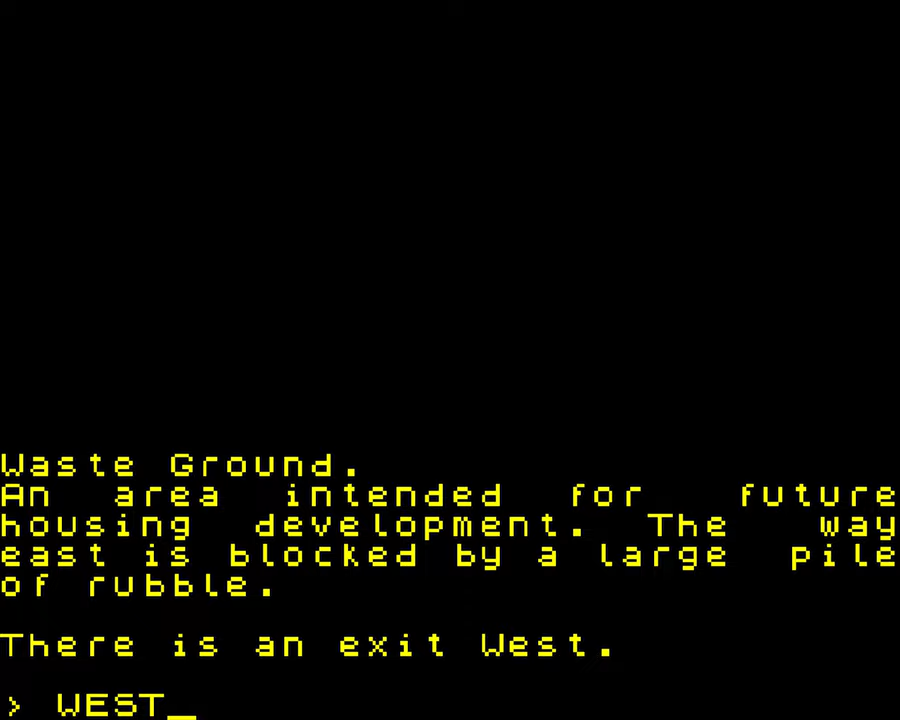 Waste Ground.
An area intended for future
housing development. The way
east is blocked by a large pile
of rubble.
There is an exit West.
> WEST_